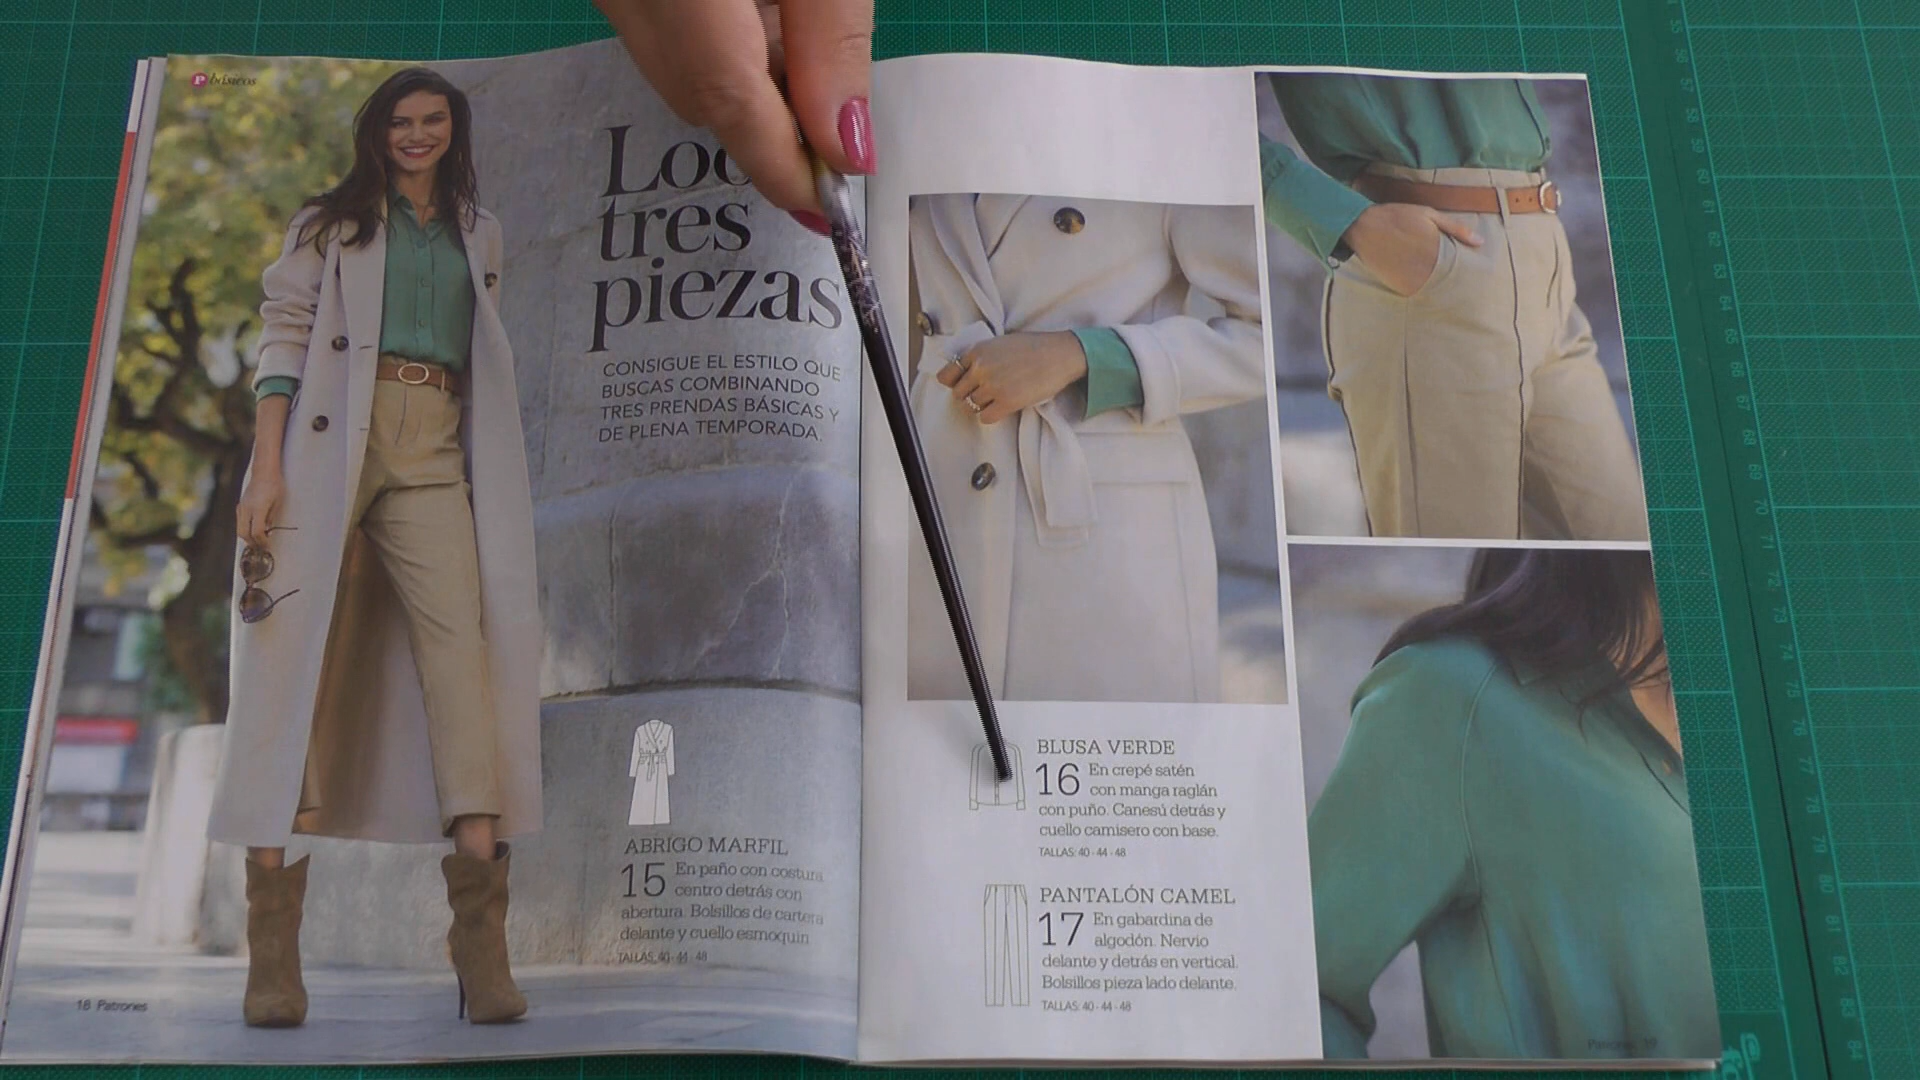 P básicos
tres
piezas
CONSIGUE EL ESTILO QUE
BUSCAS COMBINANDO
TRES PRENDAS BÁSICAS Y
DE PLENA TEMPORADA.
ABRIGO MARFIL
15 En paño con costura
centro detrás con
abertura. Bolsillos de cartera
delante y cuello esmoquin
TALLAS: 40 - 44 - 48
18 Patrones
BLUSA VERDE
16 En crepé satén
con manga raglán
con puño. Canesú detrás y
cuello camisero con base.
TALLAS: 40 - 44 - 48
PANTALÓN CAMEL
17 En gabardina de
algodón. Nervio
delante y detrás en vertical.
Bolsillos pieza lado delante.
TALLAS: 40 - 44 - 48
Patrones 19